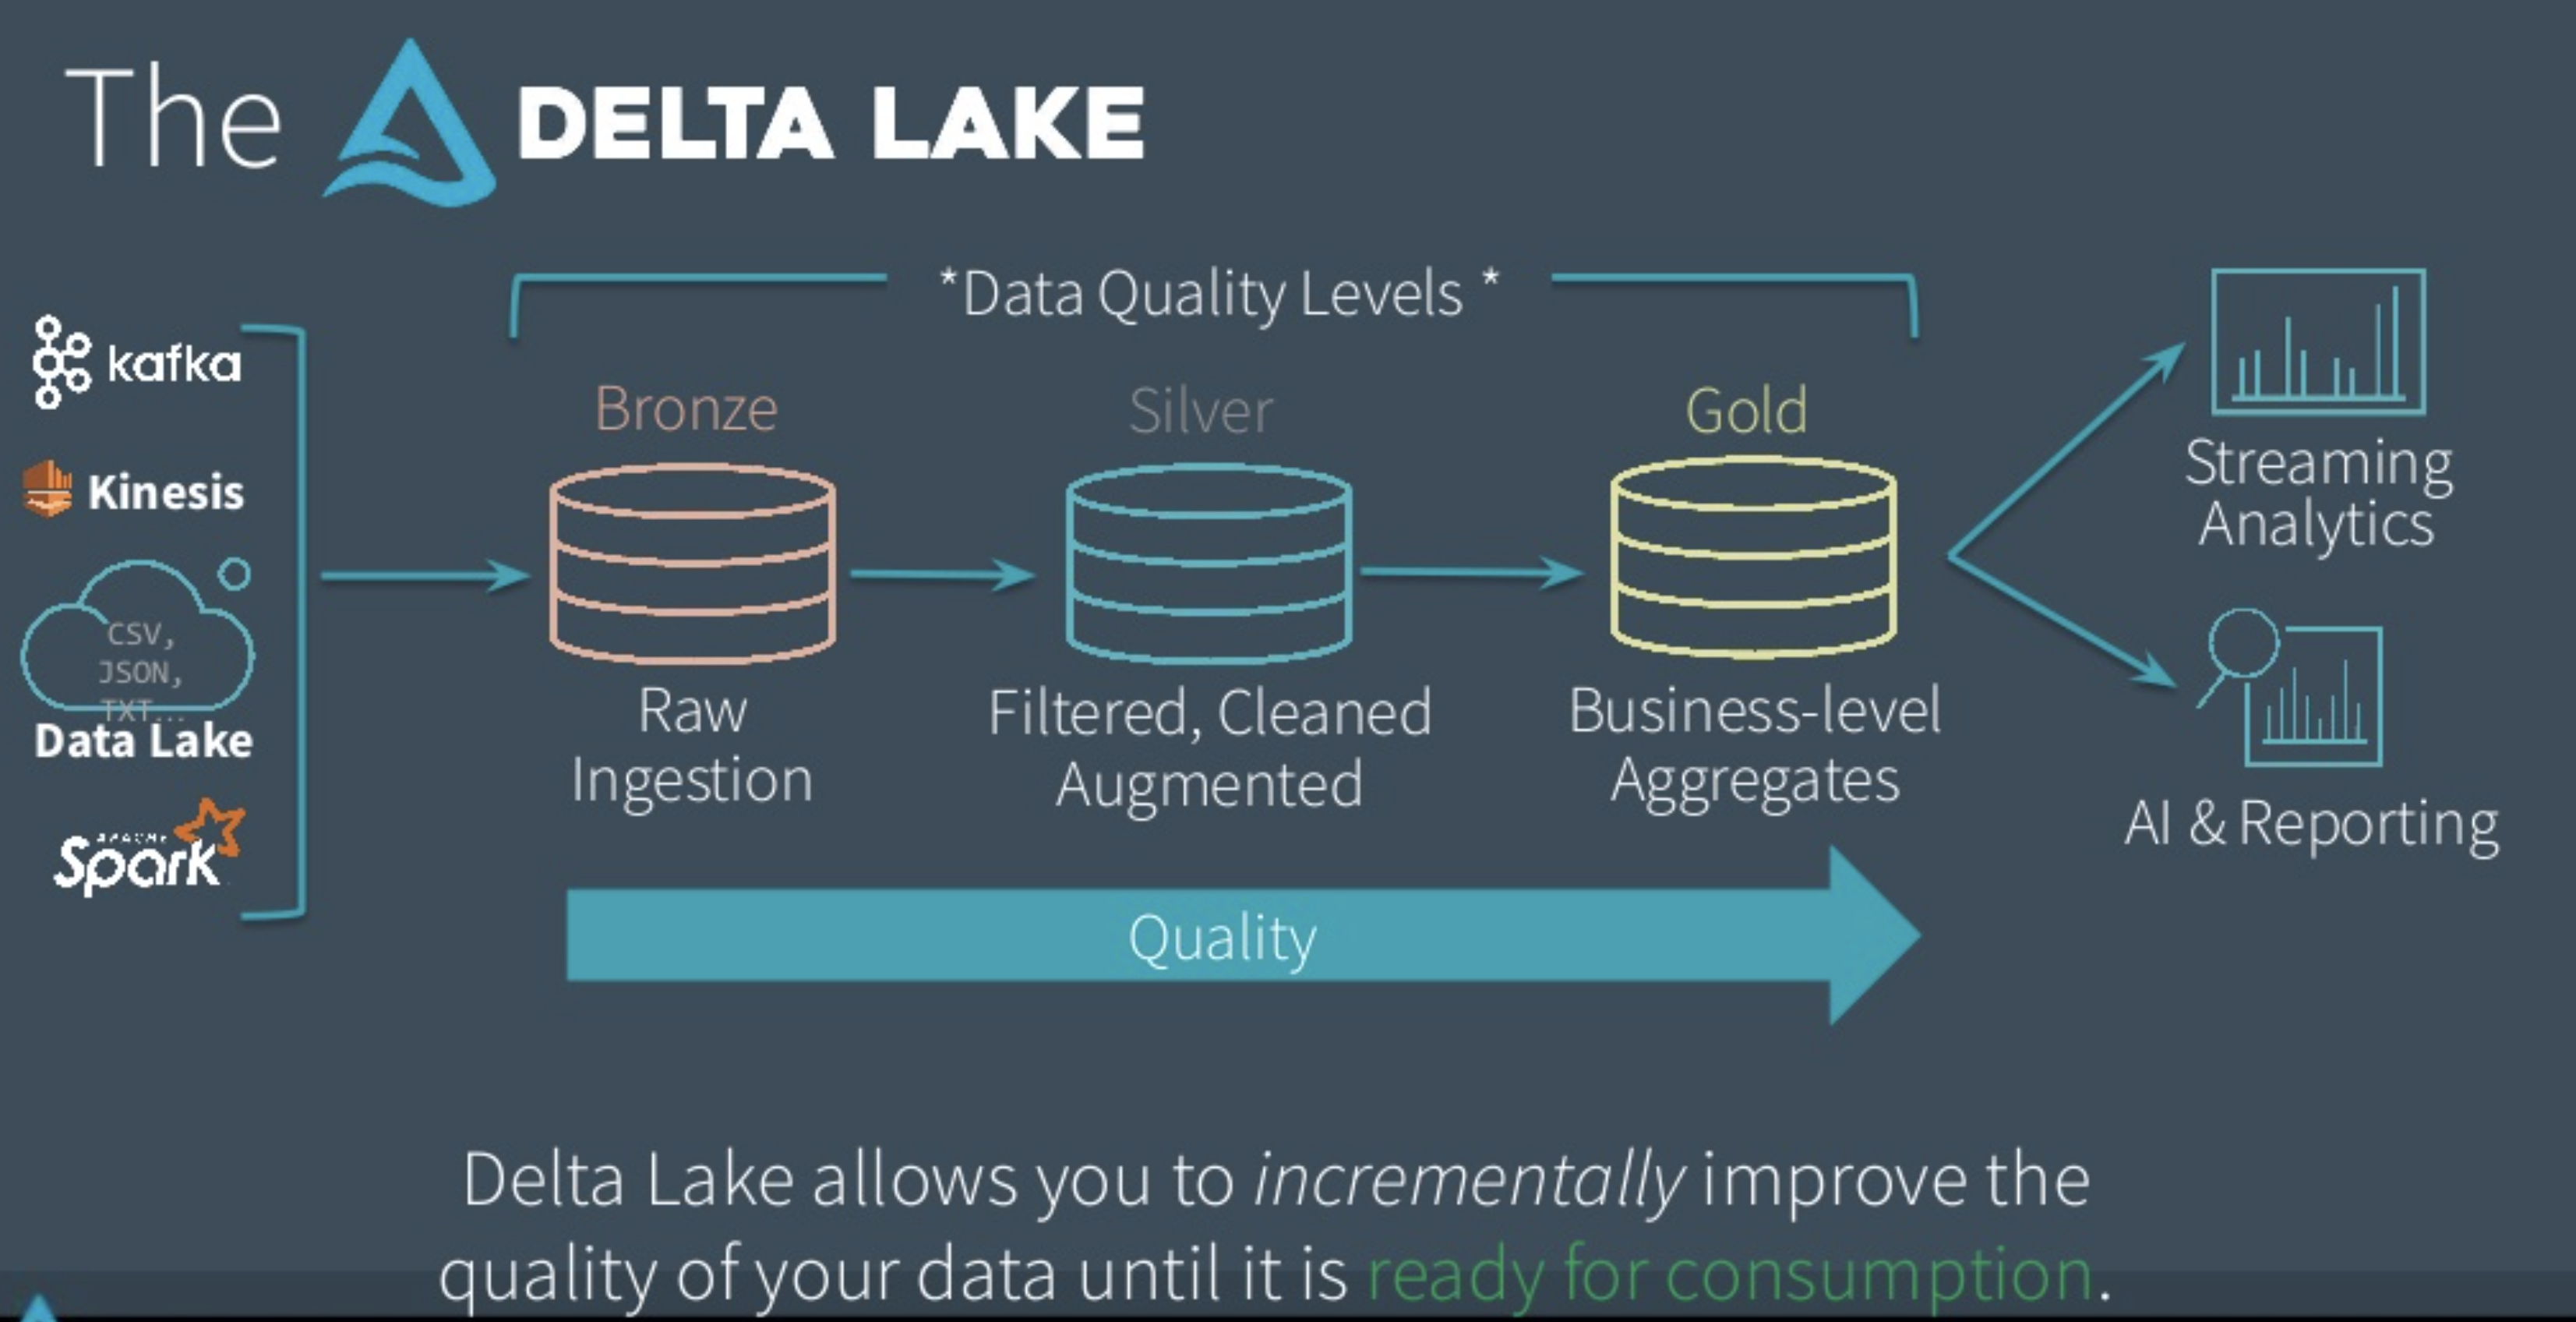 The DELTA LAKE
*Data Quality Levels *
kafka
Kinesis
CSV,
JSON,
TXT...
Data Lake
APACHE
Spark
Bronze
Raw
Ingestion
Silver
Filtered, Cleaned
Augmented
Gold
Business-level
Aggregates
Streaming
Analytics
AI & Reporting
Quality
Delta Lake allows you to incrementally improve the
quality of your data until it is ready for consumption.